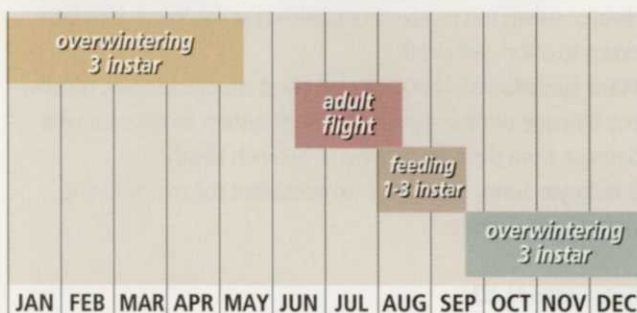 overwintering
3 instar
adult
flight
feeding
1-3 instar
overwintering
3 instar
JAN FEB MAR APR MAY JUN JUL AUG SEP OCT NOV DEC